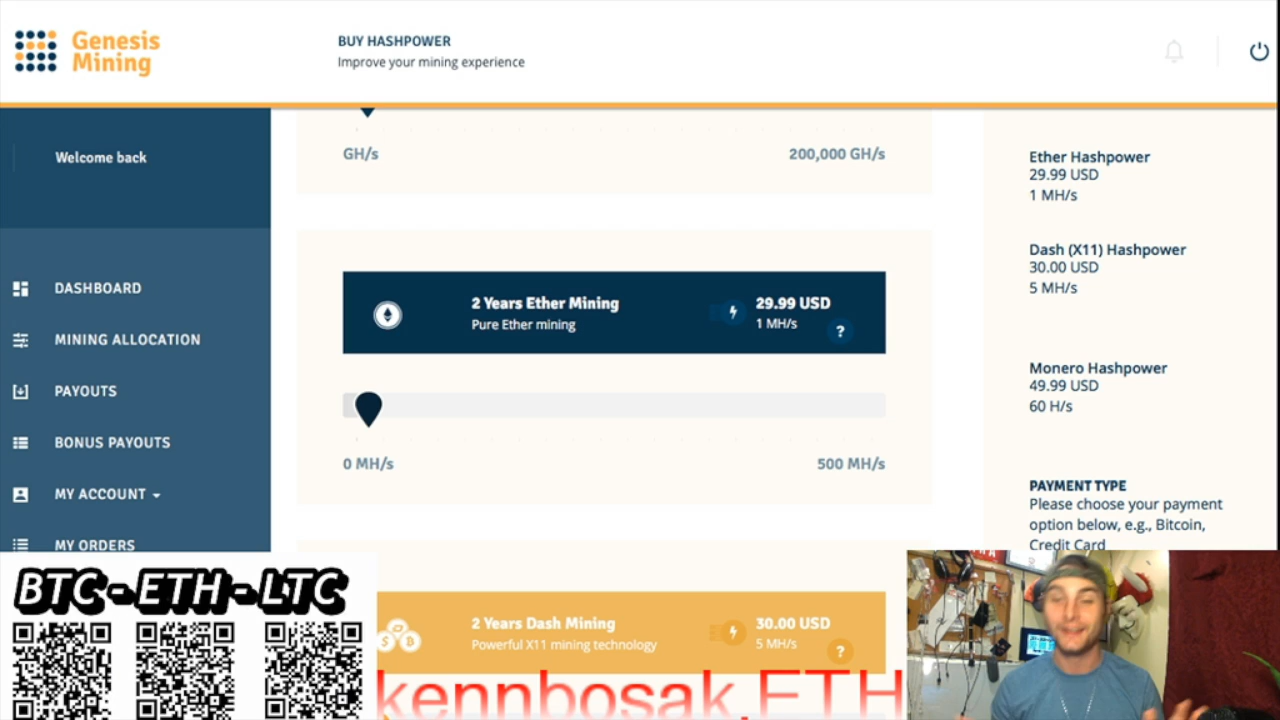 Genesis
Mining
BUY HASHPOWER
Improve your mining experience
Welcome back
DASHBOARD
MINING ALLOCATION
PAYOUTS
BONUS PAYOUTS
MY ACCOUNT
MY ORDERS
GH/s
200,000 GH/s
2 Years Ether Mining
Pure Ether mining
29.99 USD
1 MH/s
?
0 MH/s
500 MH/s
2 Years Dash Mining
Powerful X11 mining technology
30.00 USD
5 MH/s
?
Ether Hashpower
29.99 USD
1 MH/s
Dash (X11) Hashpower
30.00 USD
5 MH/s
Monero Hashpower
49.99 USD
60 H/s
PAYMENT TYPE
Please choose your payment
option below, e.g., Bitcoin,
Credit Card
BTC - ETH - LTC
kennbosak.ETH